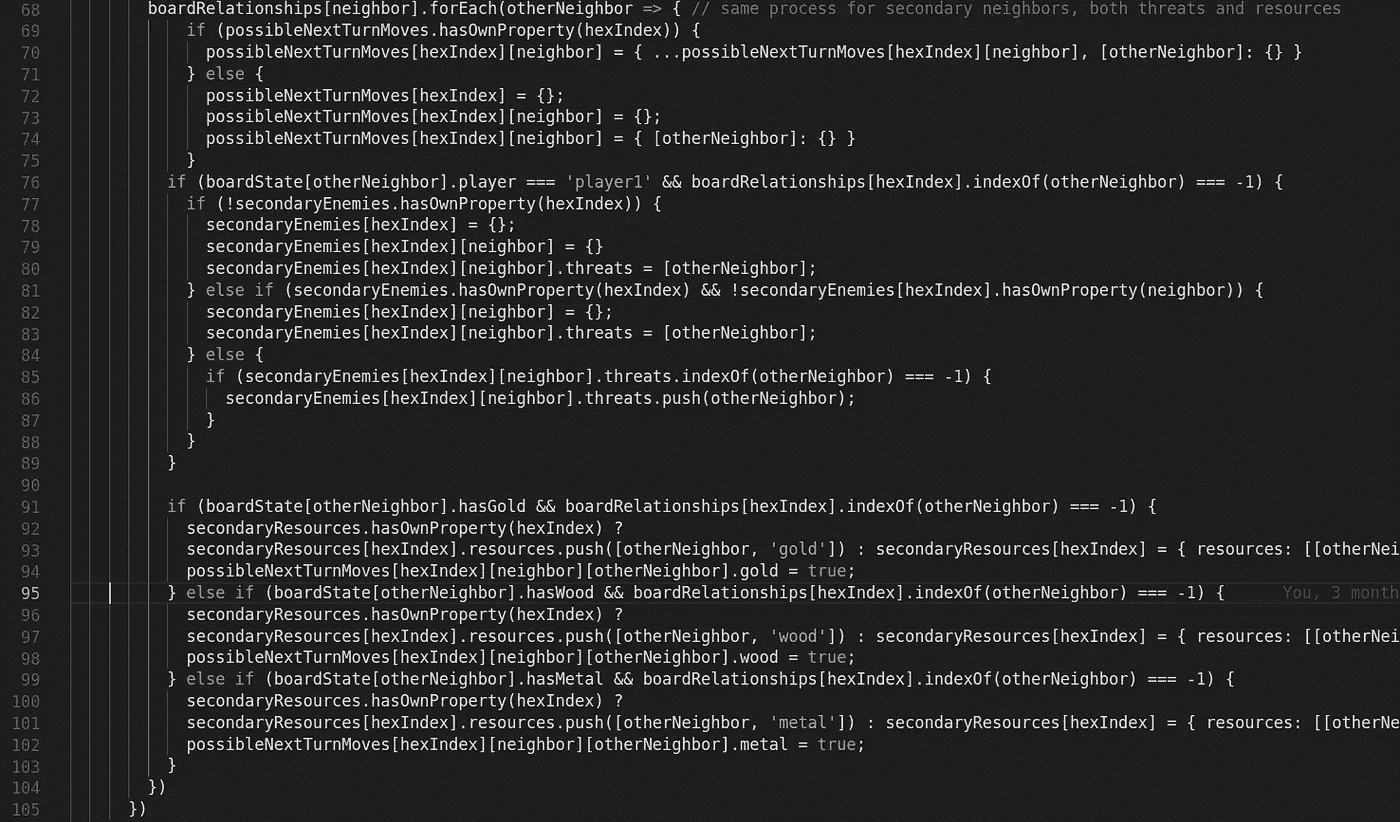 68 boardRelationships[neighbor].forEach(otherNeighbor => { // same process for secondary neighbors, both threats and resources
69 if (possibleNextTurnMoves.hasOwnProperty(hexIndex)) {
70 possibleNextTurnMoves[hexIndex][neighbor] = { ...possibleNextTurnMoves[hexIndex][neighbor], [otherNeighbor]: {} }
71 } else {
72 possibleNextTurnMoves[hexIndex] = {};
73 possibleNextTurnMoves[hexIndex][neighbor] = {};
74 possibleNextTurnMoves[hexIndex][neighbor] = { [otherNeighbor]: {} }
75 }
76 if (boardState[otherNeighbor].player === 'player1' && boardRelationships[hexIndex].indexOf(otherNeighbor) === -1) {
77 if (!secondaryEnemies.hasOwnProperty(hexIndex)) {
78 secondaryEnemies[hexIndex] = {};
79 secondaryEnemies[hexIndex][neighbor] = {}
80 secondaryEnemies[hexIndex][neighbor].threats = [otherNeighbor];
81 } else if (secondaryEnemies.hasOwnProperty(hexIndex) && !secondaryEnemies[hexIndex].hasOwnProperty(neighbor)) {
82 secondaryEnemies[hexIndex][neighbor] = {};
83 secondaryEnemies[hexIndex][neighbor].threats = [otherNeighbor];
84 } else {
85 if (secondaryEnemies[hexIndex][neighbor].threats.indexOf(otherNeighbor) === -1) {
86 secondaryEnemies[hexIndex][neighbor].threats.push(otherNeighbor);
87 }
88 }
89 }
90
91 if (boardState[otherNeighbor].hasGold && boardRelationships[hexIndex].indexOf(otherNeighbor) === -1) {
92 secondaryResources.hasOwnProperty(hexIndex) ?
93 secondaryResources[hexIndex].resources.push([otherNeighbor, 'gold']) : secondaryResources[hexIndex] = { resources: [[otherNei
94 possibleNextTurnMoves[hexIndex][neighbor][otherNeighbor].gold = true;
95 } else if (boardState[otherNeighbor].hasWood && boardRelationships[hexIndex].indexOf(otherNeighbor) === -1) { You, 3 month
96 secondaryResources.hasOwnProperty(hexIndex) ?
97 secondaryResources[hexIndex].resources.push([otherNeighbor, 'wood']) : secondaryResources[hexIndex] = { resources: [[otherNei
98 possibleNextTurnMoves[hexIndex][neighbor][otherNeighbor].wood = true;
99 } else if (boardState[otherNeighbor].hasMetal && boardRelationships[hexIndex].indexOf(otherNeighbor) === -1) {
100 secondaryResources.hasOwnProperty(hexIndex) ?
101 secondaryResources[hexIndex].resources.push([otherNeighbor, 'metal']) : secondaryResources[hexIndex] = { resources: [[otherNe
102 possibleNextTurnMoves[hexIndex][neighbor][otherNeighbor].metal = true;
103 }
104 })
105 })